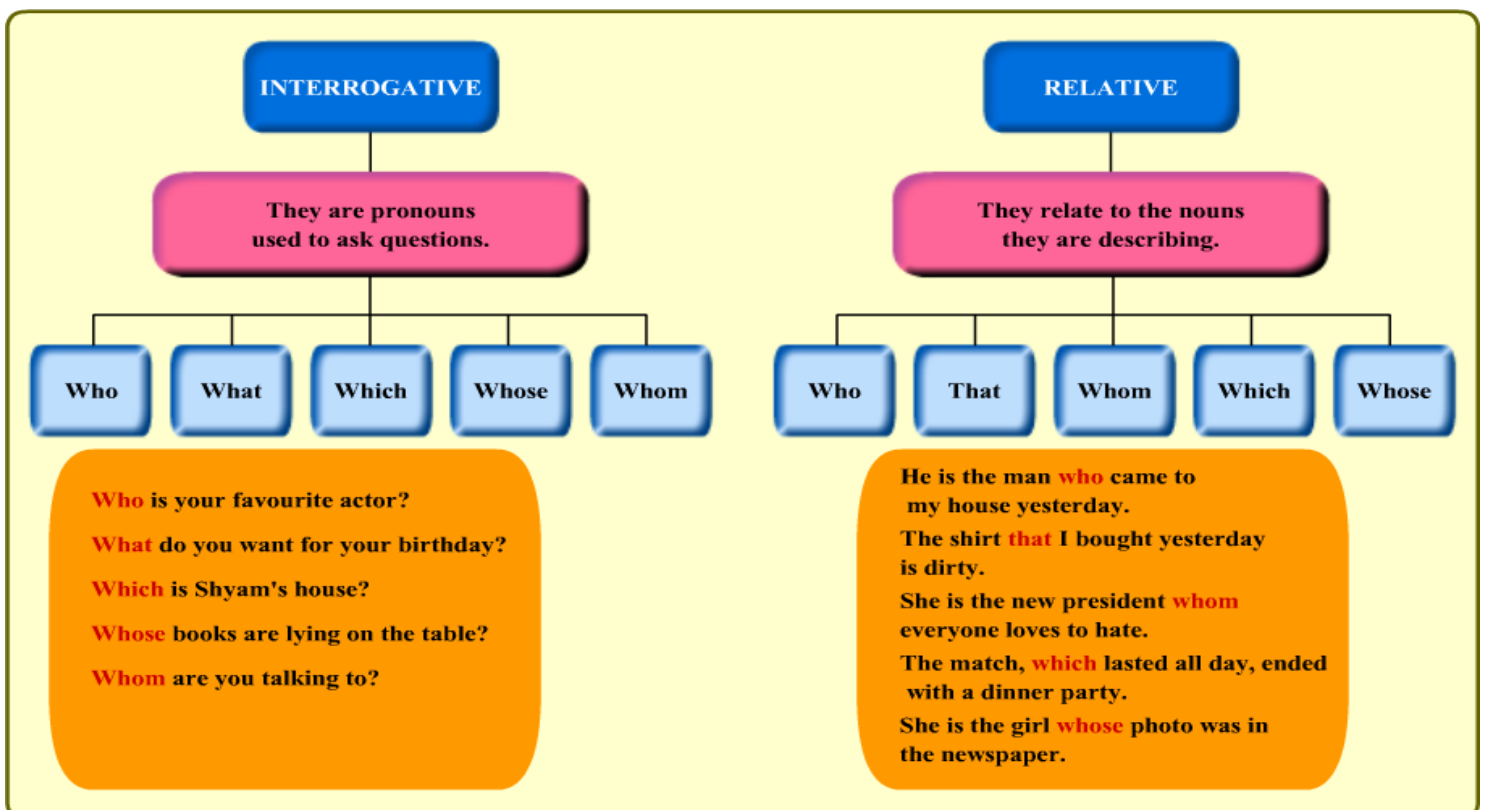 INTERROGATIVE
They are pronouns
used to ask questions.
Who
What
Which
Whose
Whom
Who is your favourite actor?
What do you want for your birthday?
Which is Shyam's house?
Whose books are lying on the table?
Whom are you talking to?
RELATIVE
They relate to the nouns
they are describing.
Who
That
Whom
Which
Whose
He is the man who came to
my house yesterday.
The shirt that I bought yesterday
is dirty.
She is the new president whom
everyone loves to hate.
The match, which lasted all day, ended
with a dinner party.
She is the girl whose photo was in
the newspaper.